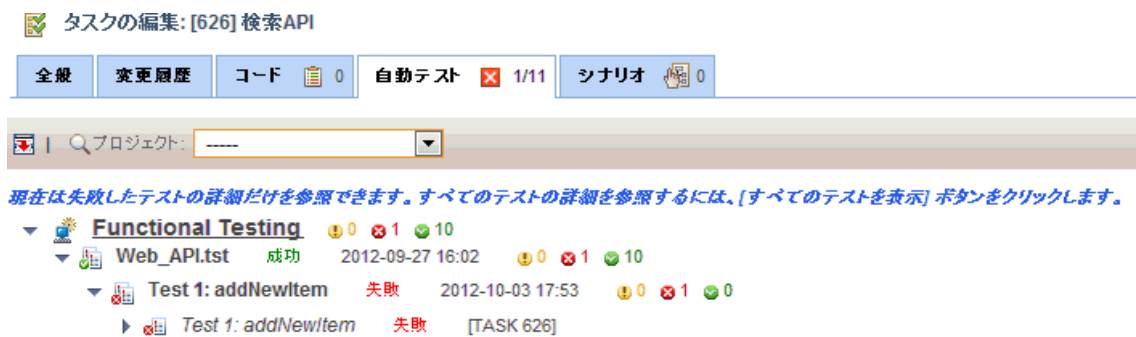 タスクの編集: [626] 検索API
全般 変更履歴 コード 0 自動テスト 1/11 シナリオ 0
| プロジェクト: -----
現在は失敗したテストの詳細だけを参照できます。すべてのテストの詳細を参照するには、[すべてのテストを表示] ボタンをクリックします。
Functional Testing 0 1 10
Web_API.tst 成功 2012-09-27 16:02 0 1 10
Test 1: addNewItem 失敗 2012-10-03 17:53 0 1 0
Test 1: addNewItem 失敗 [TASK 626]